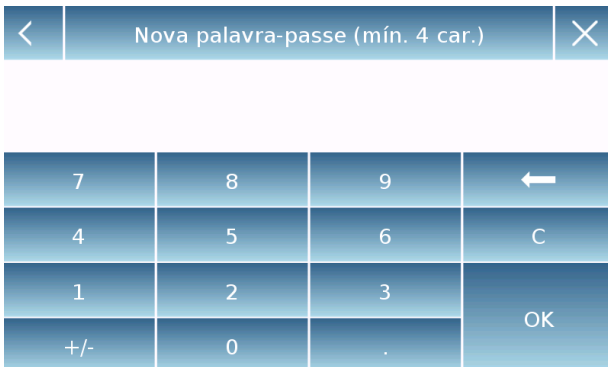 Nova palavra-passe (mín. 4 car.)
7 8 9
4 5 6 C
1 2 3
OK
+/- 0 .